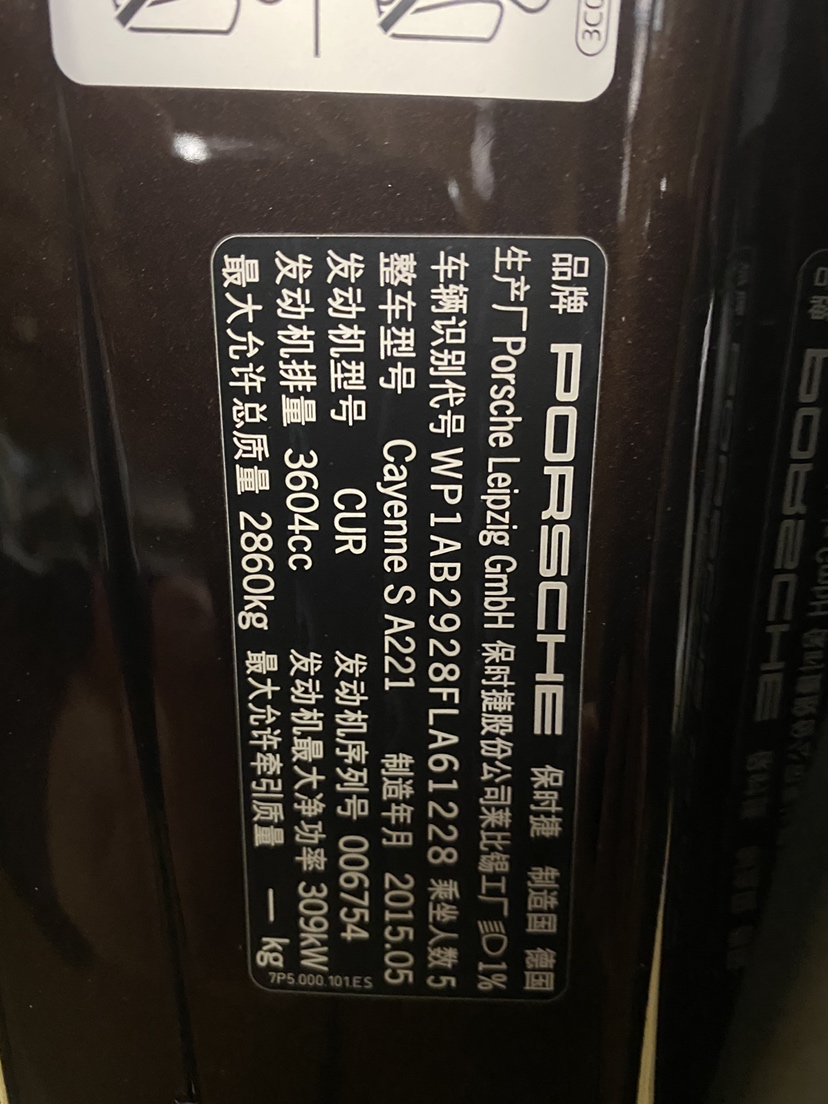 3C0
品牌 PORSCHE 保时捷 制造国 德国
生产厂 Porsche Leipzig GmbH 保时捷股份公司莱比锡工厂 1%
车辆识别代号 WP1AB2928FLA61228 乘坐人数 5
整车型号 Cayenne S A221 制造年月 2015.05
发动机型号 CUR 发动机序列号 006754
发动机排量 3604cc 发动机最大净功率 309kW
最大允许总质量 2860kg 最大允许牵引质量 — kg
7P5.000.101.ES